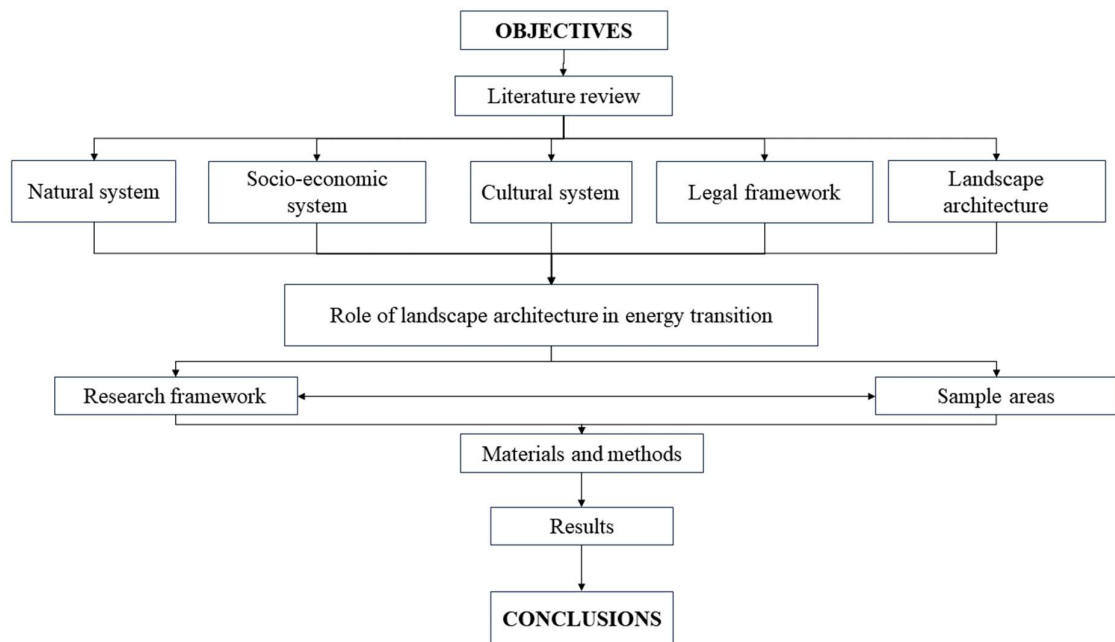 OBJECTIVES
Literature review
Natural system
Socio-economic
system
Cultural system
Legal framework
Landscape
architecture
Role of landscape architecture in energy transition
Research framework
Sample areas
Materials and methods
Results
CONCLUSIONS